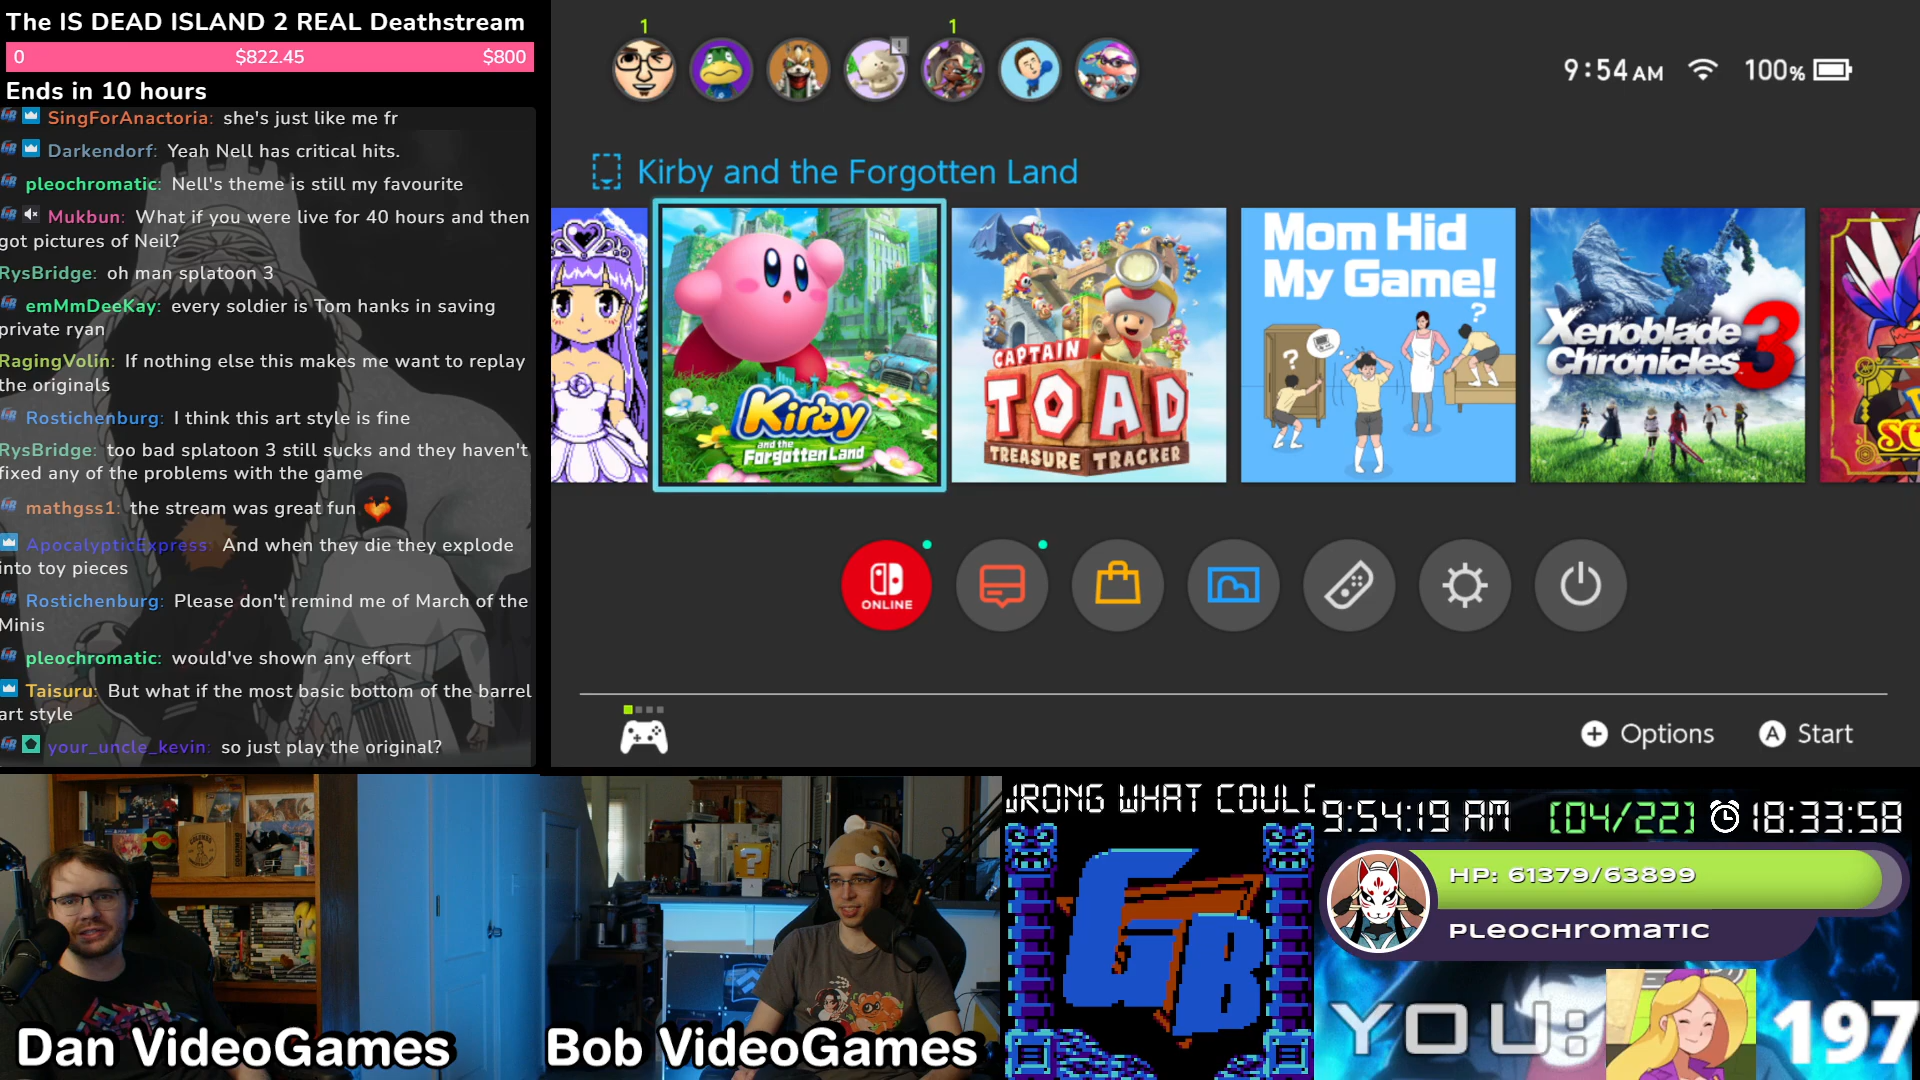 The IS DEAD ISLAND 2 REAL Deathstream
0 $822.45 $800
Ends in 10 hours
SingForAnactoria: she's just like me fr
Darkendorf: Yeah Nell has critical hits.
pleochromatic: Nell's theme is still my favourite
Mukbun: What if you were live for 40 hours and then
got pictures of Neil?
RysBridge: oh man splatoon 3
emMmDeeKay: every soldier is Tom hanks in saving
private ryan
RagingVolin: If nothing else this makes me want to replay
the originals
Rostichenburg: I think this art style is fine
RysBridge: too bad splatoon 3 still sucks and they haven't
fixed any of the problems with the game
mathgss1: the stream was great fun
ApocalypticExpress: And when they die they explode
into toy pieces
Rostichenburg: Please don't remind me of March of the
Minis
pleochromatic: would've shown any effort
Taisuru: But what if the most basic bottom of the barrel
art style
your_uncle_kevin: so just play the original?
1 1
9:54 AM 100%
Kirby and the Forgotten Land
Kirby
and the
Forgotten Land
CAPTAIN
TOAD
TREASURE TRACKER
Mom Hid
My Game!
? ?
Xenoblade
Chronicles 3
SC
ONLINE
Options
A Start
Dan VideoGames
?
Bob VideoGames
WRONG WHAT COULD
GB
9:54:19 AM [04/22] 18:33:58
HP: 61379/63899
PLEOCHROMATIC
YOU: 197